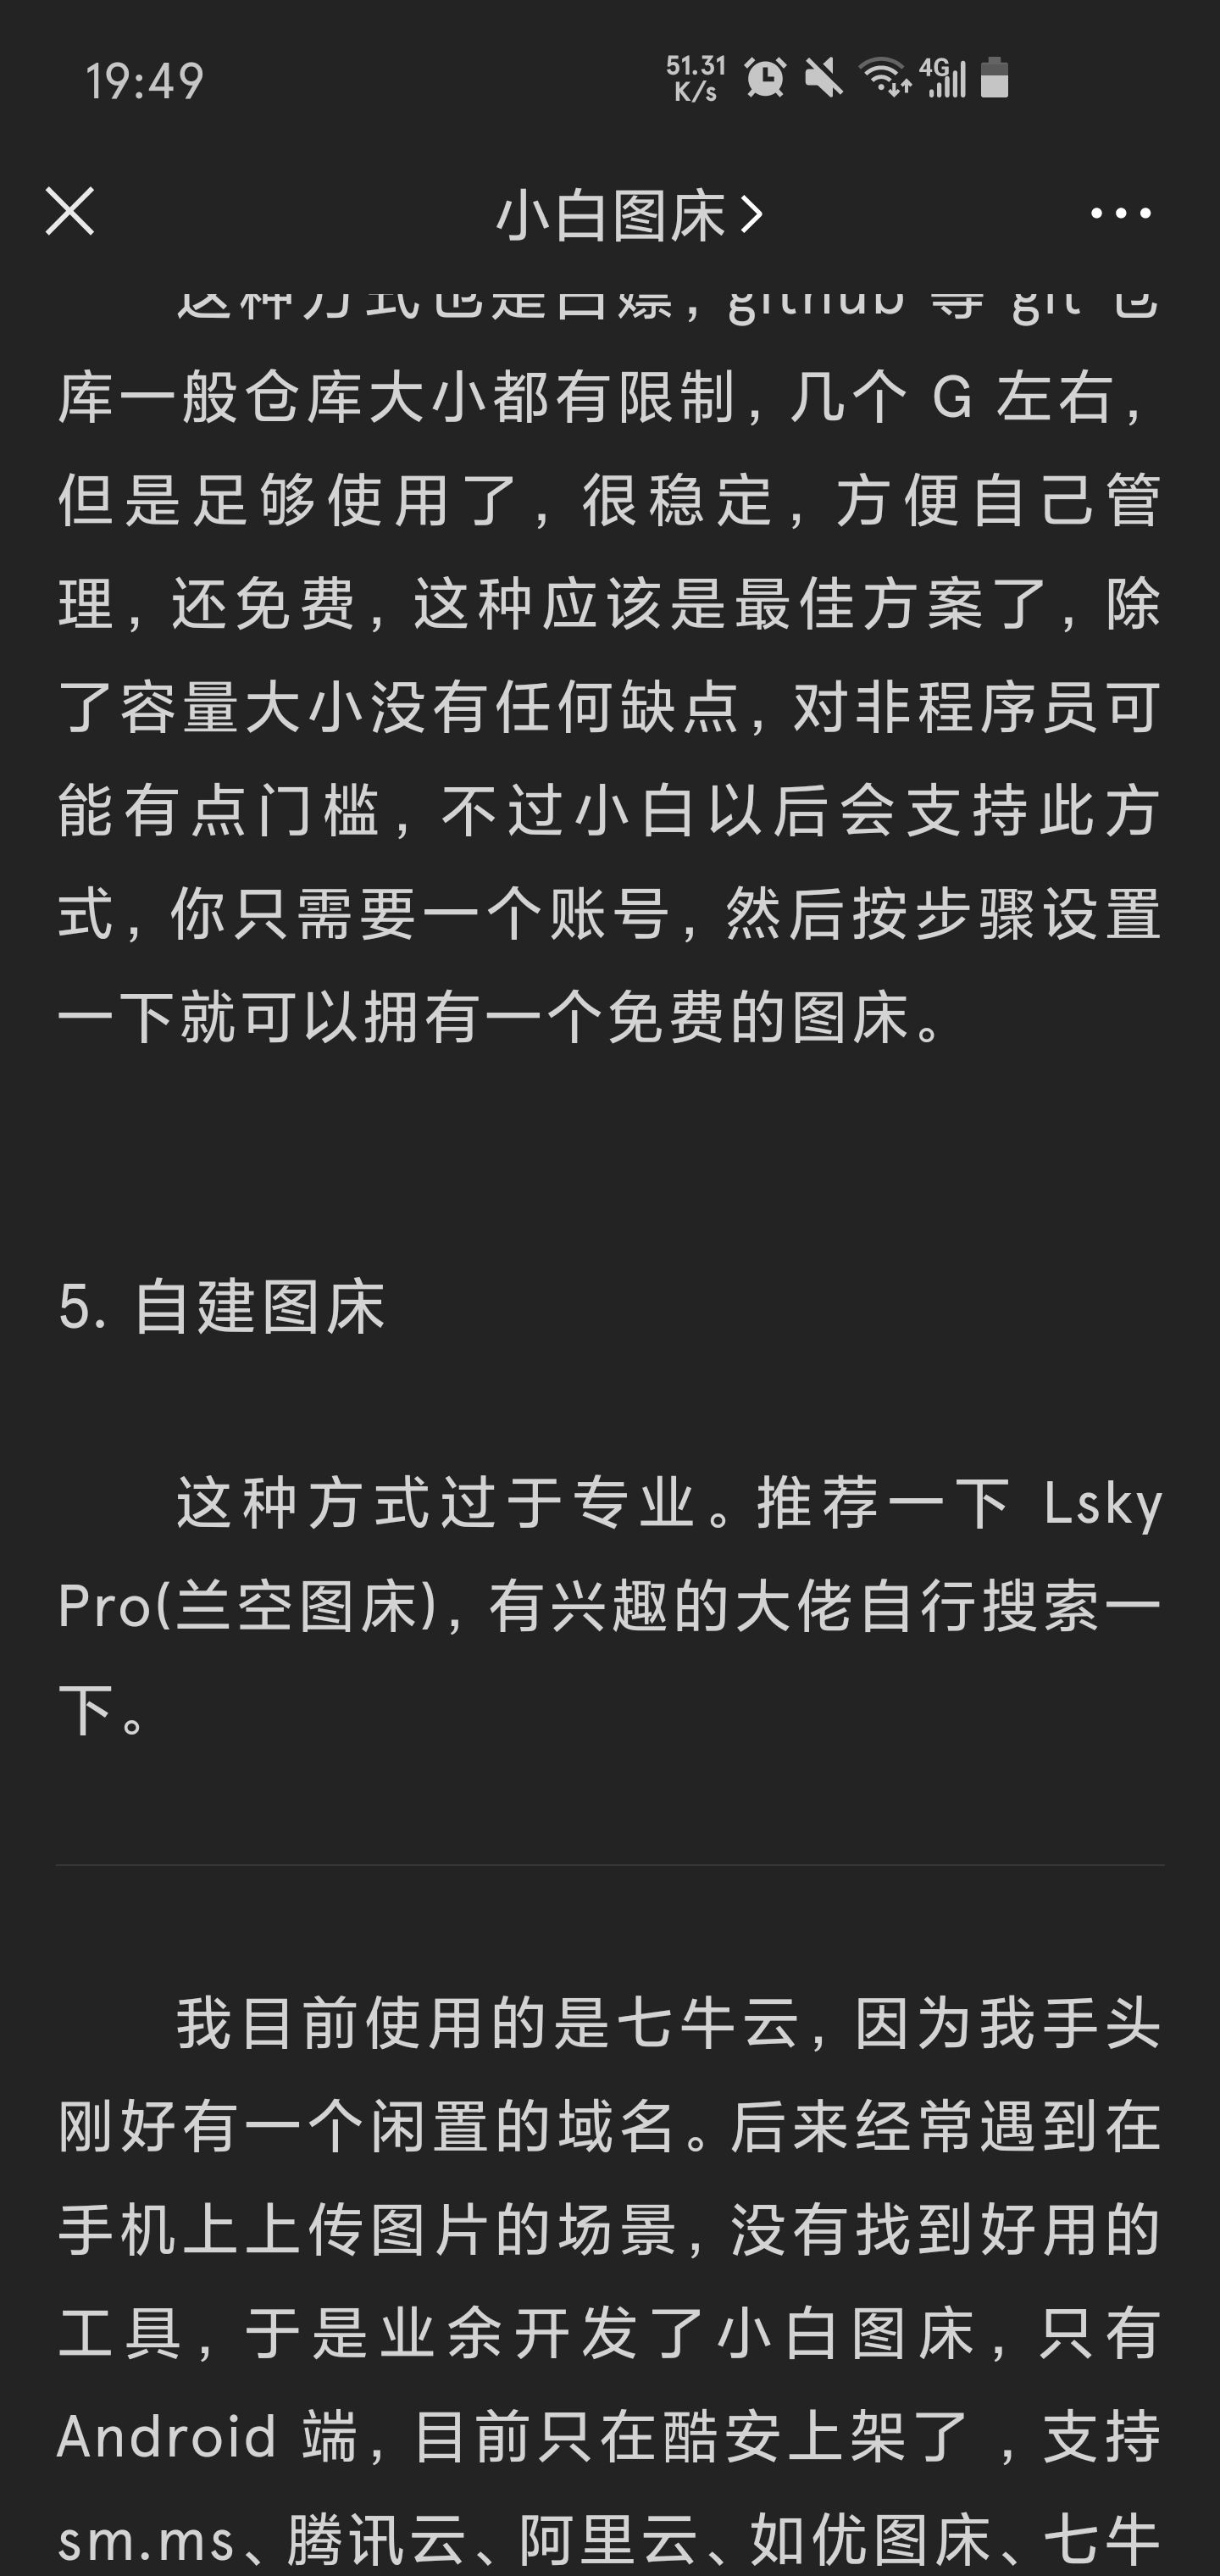 19:49
51.31
K/s
4G
小白图床
这种方式也是白嫖, github 等 git 仓
库一般仓库大小都有限制, 几个 G 左右,
但是足够使用了, 很稳定, 方便自己管
理, 还免费, 这种应该是最佳方案了, 除
了容量大小没有任何缺点, 对非程序员可
能有点门槛, 不过小白以后会支持此方
式, 你只需要一个账号, 然后按步骤设置
一下就可以拥有一个免费的图床。
5. 自建图床
这种方式过于专业。推荐一下 Lsky
Pro(兰空图床), 有兴趣的大佬自行搜索一
下。
我目前使用的是七牛云, 因为我手头
刚好有一个闲置的域名。后来经常遇到在
手机上上传图片的场景, 没有找到好用的
工具, 于是业余开发了小白图床, 只有
Android 端, 目前只在酷安上架了 , 支持
sm.ms、腾讯云、阿里云、如优图床、七牛